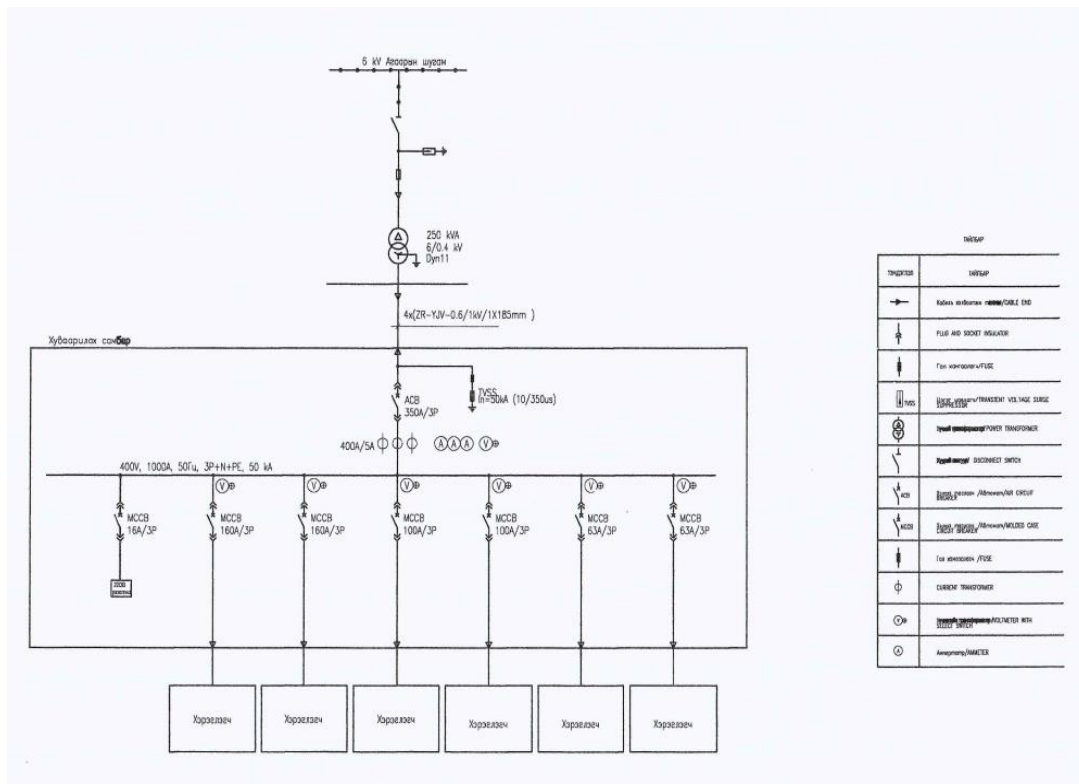 6 kV Агаарын шугам
250 kVA
6/0.4 kV
Dyn11
4x(ZR-YJV-0.6/1kV/1X185mm )
Хуваарилах самбар
TVSS
In=50kA (10/350us)
ACB
350A/3P
400A/5A
A A A V
400V, 1000A, 50Гц, 3P+N+PE, 50 kA
V V V V V V
MCCB MCCB MCCB MCCB MCCB MCCB MCCB
16A/3P 160A/3P 160A/3P 100A/3P 100A/3P 63A/3P 63A/3P
Хэрэглэгч Хэрэглэгч Хэрэглэгч Хэрэглэгч Хэрэглэгч Хэрэглэгч
ТАЙЛБАР
ТЭМДЭГЛЭГЭЭ ТАЙЛБАР
/CABLE END
PLUG AND SOCKET INSULATOR
/FUSE
TVSS
/TRANSIENT VOLTAGE SURGE
SUPPRESSOR
/POWER TRANSFORMER
/ DISCONNECT SWITCH
ACB
/AIR CIRCUIT
BREAKER
MCCB
/MOLDED CASE
CIRCUIT BREAKER
/FUSE
CURRENT TRANSFORMER
V
/VOLTMETER WITH
SELECT SWITCH
A
Амперметр/AMMETER